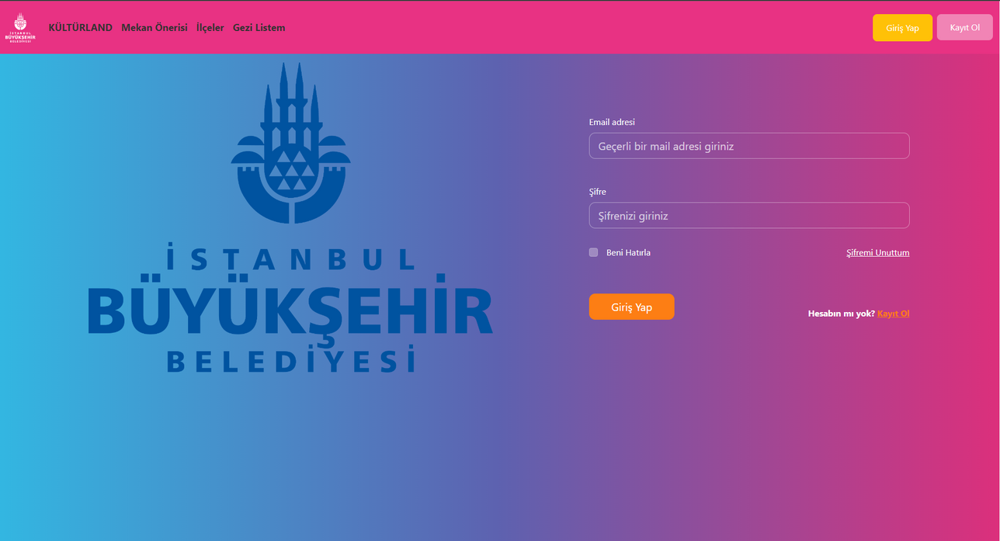 İSTANBUL
BÜYÜKŞEHİR
BELEDİYESİ
KÜLTÜRLAND Mekan Önerisi İlçeler Gezi Listem
Giriş Yap Kayıt Ol
İSTANBUL
BÜYÜKŞEHİR
BELEDİYESİ
Email adresi
Geçerli bir mail adresi giriniz
Şifre
Şifrenizi giriniz
Beni Hatırla Şifremi Unuttum
Giriş Yap
Hesabın mı yok? Kayıt Ol